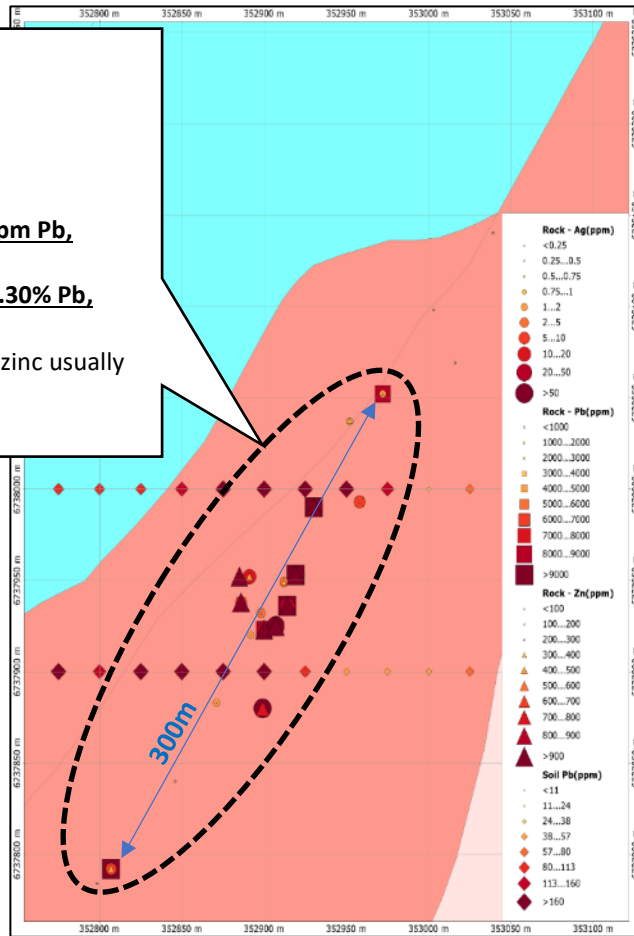 352800 m 352850 m 352900 m 352950 m 353000 m 353050 m 353100 m
pm Pb,
.30% Pb,
zinc usually
Rock - Ag(ppm)
<0.25
0.25...0.5
0.5...0.75
0.75...1
1...2
2...5
5...10
10...20
20...50
>50
Rock - Pb(ppm)
<1000
1000...2000
2000...3000
3000...4000
4000...5000
5000...6000
6000...7000
7000...8000
8000...9000
>9000
Rock - Zn(ppm)
<100
100...200
200...300
300...400
400...500
500...600
600...700
700...800
800...900
>900
Soil Pb(ppm)
<11
11...24
24...38
38...57
57...80
80...113
113...160
>160
6738000 m
6737950 m
6737900 m
6737850 m
6737800 m
300m
352800 m 352850 m 352900 m 352950 m 353000 m 353050 m 353100 m